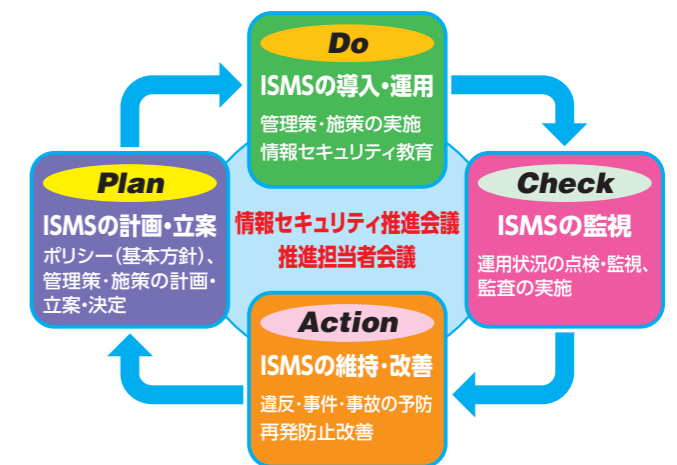 Do
ISMSの導入・運用
管理策・施策の実施
情報セキュリティ教育
Plan
ISMSの計画・立案
ポリシー(基本方針)、
管理策・施策の計画・
立案・決定
情報セキュリティ推進会議
推進担当者会議
Check
ISMSの監視
運用状況の点検・監視、
監査の実施
Action
ISMSの維持・改善
違反・事件・事故の予防
再発防止改善